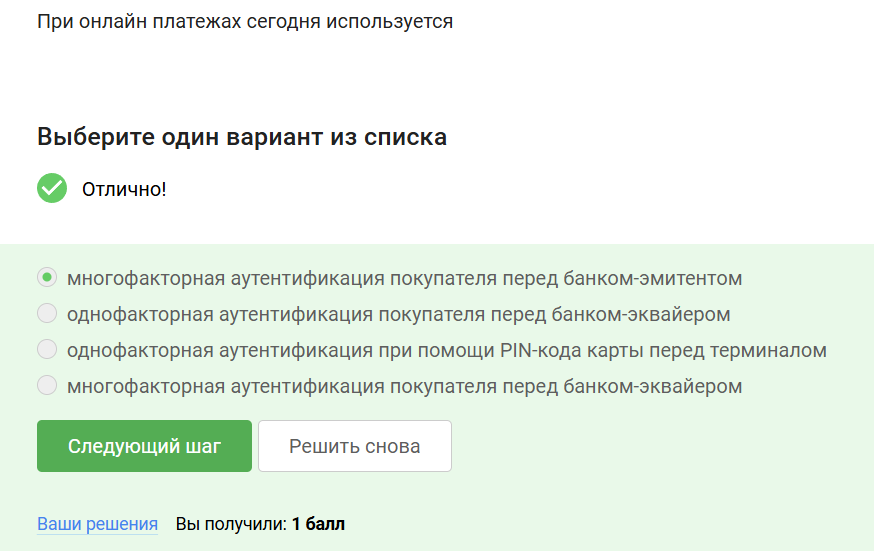 При онлайн платежах сегодня используется
Выберите один вариант из списка
Отлично!
многофакторная аутентификация покупателя перед банком-эмитентом
однофакторная аутентификация покупателя перед банком-эквайером
однофакторная аутентификация при помощи PIN-кода карты перед терминалом
многофакторная аутентификация покупателя перед банком-эквайером
Следующий шаг Решить снова
Ваши решения Вы получили: 1 балл